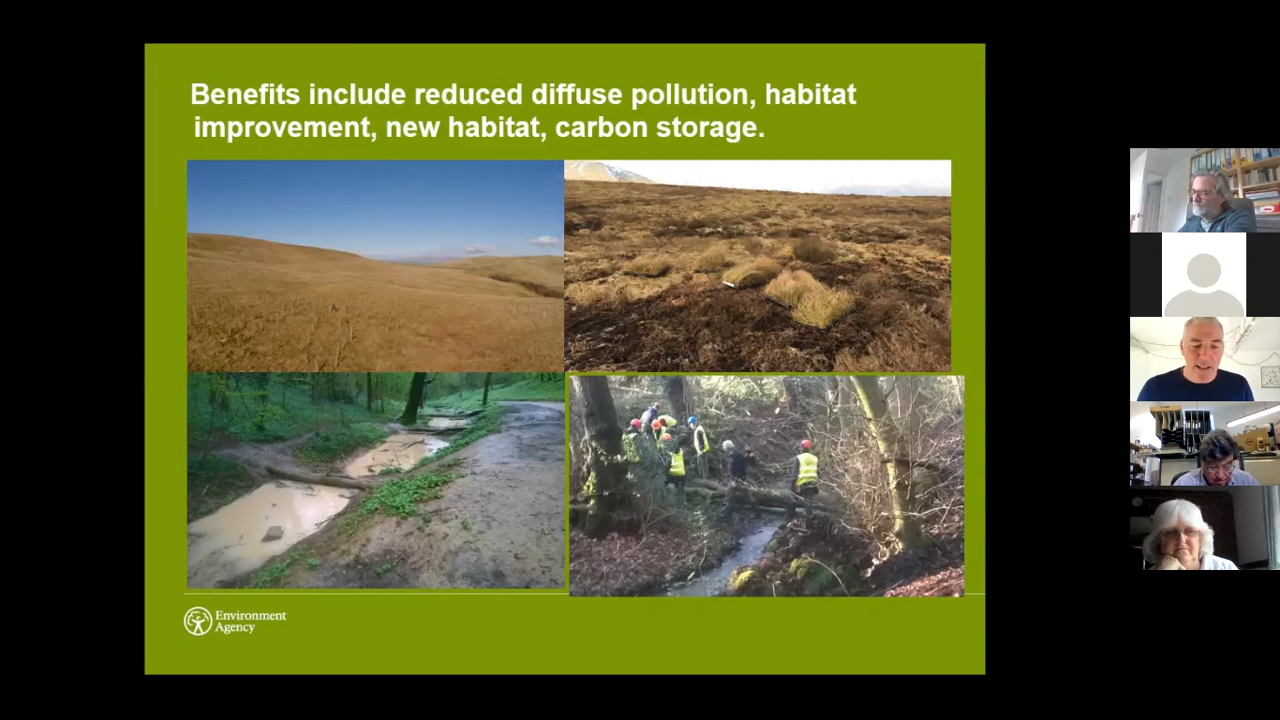 Benefits include reduced diffuse pollution, habitat
improvement, new habitat, carbon storage.
Environment
Agency